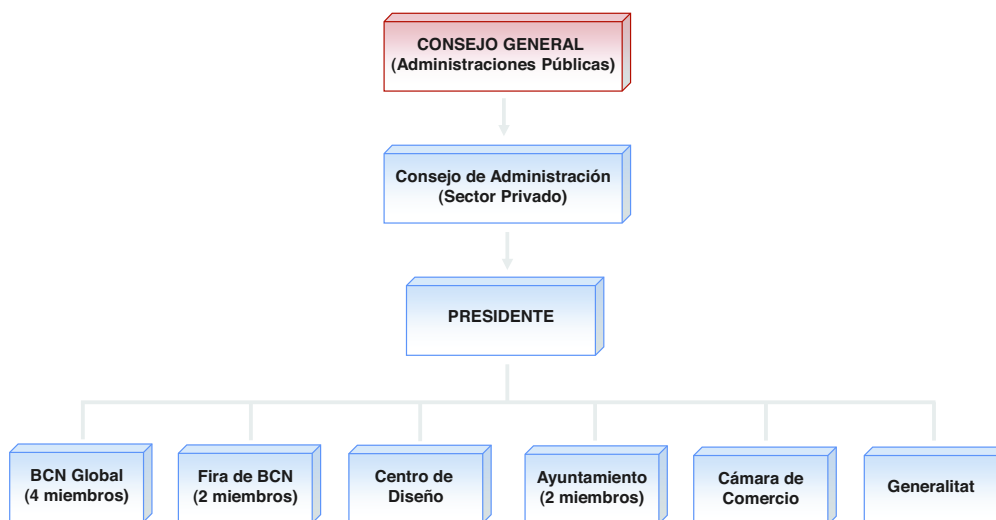 CONSEJO GENERAL
(Administraciones Públicas)
Consejo de Administración
(Sector Privado)
PRESIDENTE
BCN Global
(4 miembros)
Fira de BCN
(2 miembros)
Centro de
Diseño
Ayuntamiento
(2 miembros)
Cámara de
Comercio
Generalitat